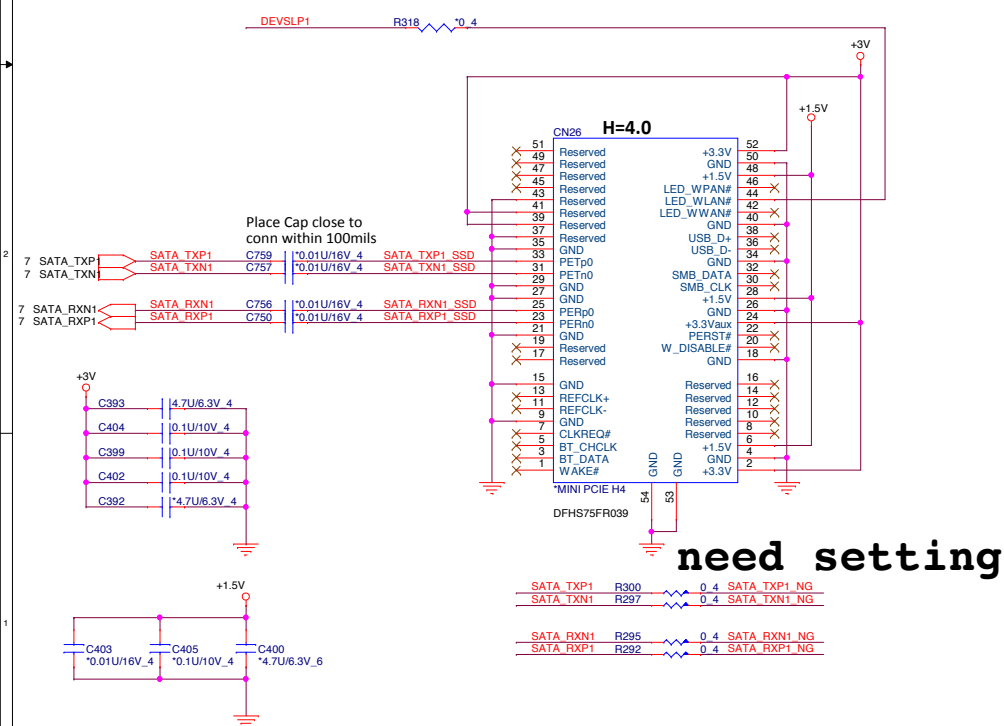 DEVSLP1 R318 *0_4
+3V
+1.5V
CN26 H=4.0
51 Reserved +3.3V 52
49 Reserved GND 50
47 Reserved +1.5V 48
45 Reserved LED_WPAN# 46
43 Reserved LED_WLAN# 44
41 Reserved LED_WWAN# 42
39 Reserved GND 40
37 Reserved USB_D+ 38
35 GND USB_D- 36
33 PETp0 GND 34
31 PETn0 SMB_DATA 32
29 GND SMB_CLK 30
27 GND +1.5V 28
25 PERp0 GND 26
23 PERn0 +3.3Vaux 24
21 GND PERST# 22
19 Reserved W_DISABLE# 20
17 Reserved GND 18
15 GND Reserved 16
13 REFCLK+ Reserved 14
11 REFCLK- Reserved 12
9 GND Reserved 10
7 CLKREQ# Reserved 8
5 BT_CHCLK +1.5V 6
3 BT_DATA GND 4
1 WAKE# +3.3V 2
GND GND
54 53
*MINI PCIE H4
DFHS75FR039
Place Cap close to
conn within 100mils
2
7 SATA_TXP1 SATA_TXP1 C759 *0.01U/16V_4 SATA_TXP1_SSD
7 SATA_TXN1 SATA_TXN1 C757 *0.01U/16V_4 SATA_TXN1_SSD
7 SATA_RXN1 SATA_RXN1 C756 *0.01U/16V_4 SATA_RXN1_SSD
7 SATA_RXP1 SATA_RXP1 C750 *0.01U/16V_4 SATA_RXP1_SSD
+3V
C393 4.7U/6.3V_4
C404 0.1U/10V_4
C399 0.1U/10V_4
C402 0.1U/10V_4
C392 *4.7U/6.3V_4
need setting
SATA_TXP1 R300 0_4 SATA_TXP1_NG
SATA_TXN1 R297 0_4 SATA_TXN1_NG
SATA_RXN1 R295 0_4 SATA_RXN1_NG
SATA_RXP1 R292 0_4 SATA_RXP1_NG
1
+1.5V
C403 C405 C400
*0.01U/16V_4 *0.1U/10V_4 *4.7U/6.3V_6